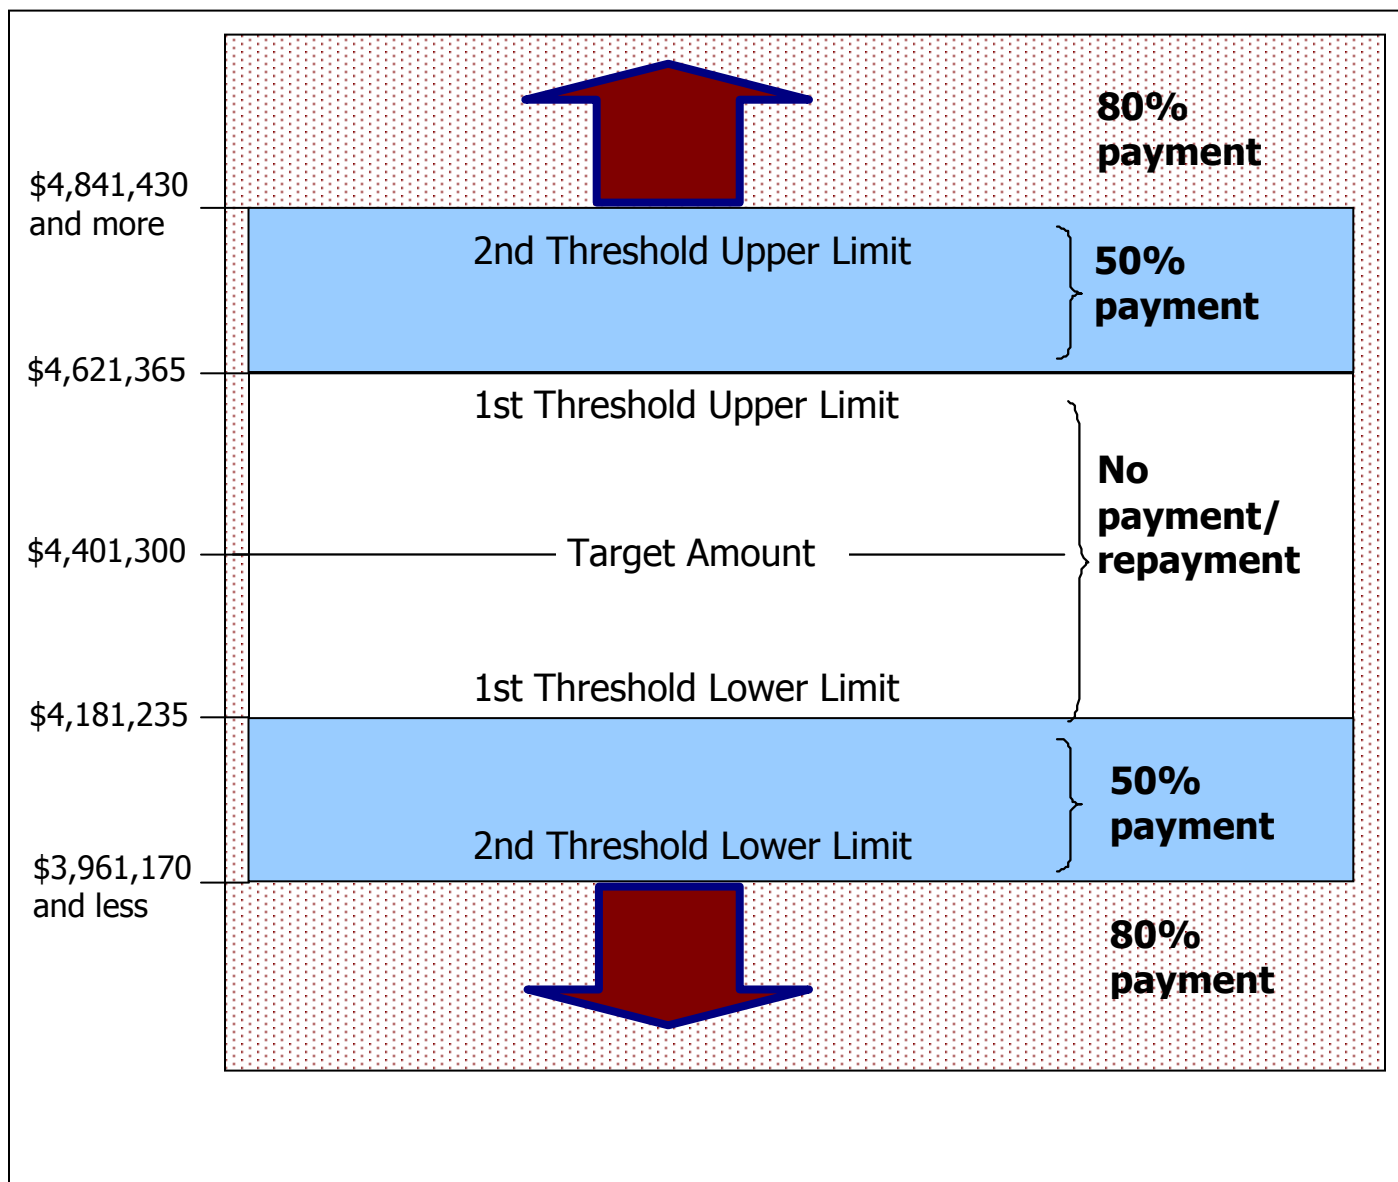 80%
payment
$4,841,430
and more
2nd Threshold Upper Limit
50%
payment
$4,621,365
1st Threshold Upper Limit
No
payment/
repayment
$4,401,300
Target Amount
1st Threshold Lower Limit
$4,181,235
50%
payment
2nd Threshold Lower Limit
$3,961,170
and less
80%
payment